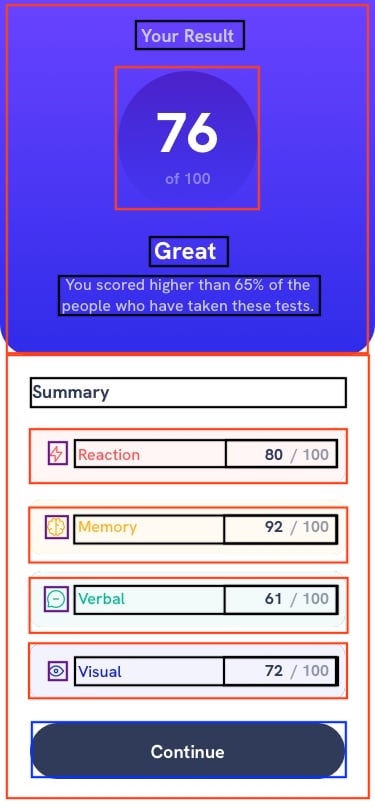 Your Result
76
of 100
Great
You scored higher than 65% of the
people who have taken these tests.
Summary
Reaction 80 / 100
Memory 92 / 100
Verbal 61 / 100
Visual 72 / 100
Continue